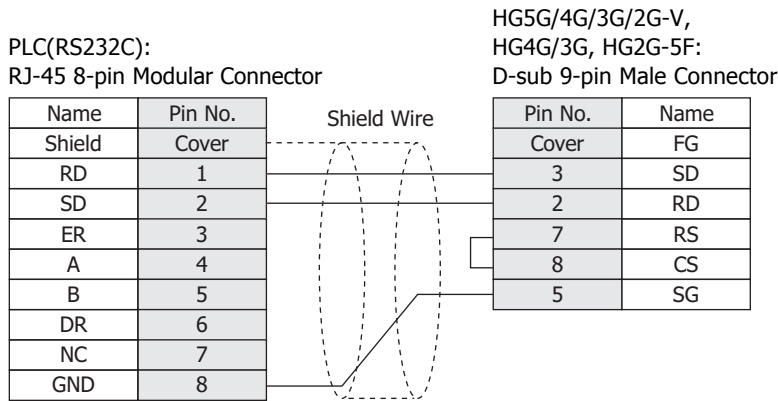 HG5G/4G/3G/2G-V,
PLC(RS232C): HG4G/3G, HG2G-5F:
RJ-45 8-pin Modular Connector D-sub 9-pin Male Connector
Name Pin No. Shield Wire Pin No. Name
Shield Cover Cover FG
RD 1 3 SD
SD 2 2 RD
ER 3 7 RS
A 4 8 CS
B 5 5 SG
DR 6
NC 7
GND 8